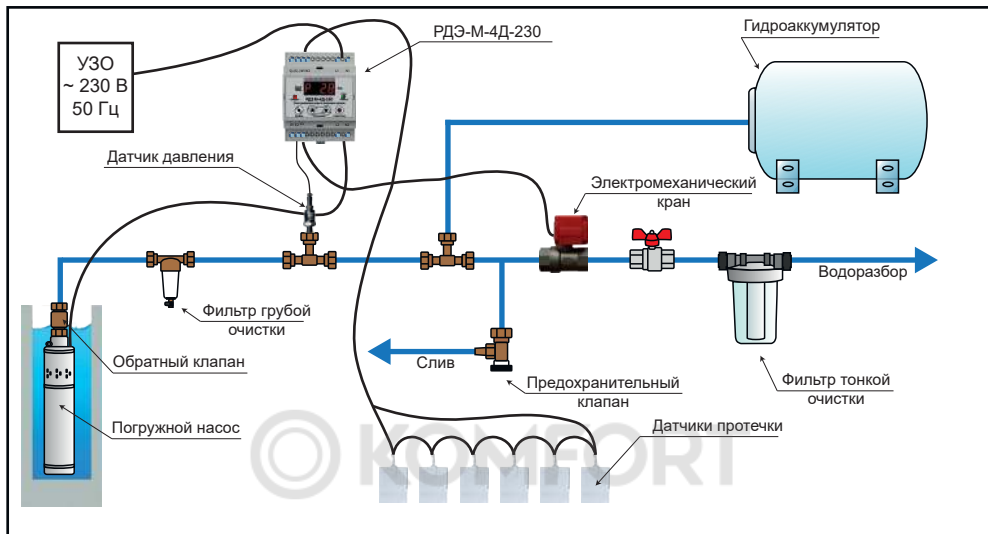 УЗО
~ 230 В
50 Гц
РДЭ-М-4Д-230
Гидроаккумулятор
Датчик давления
Электромеханический
кран
Водоразбор
Фильтр грубой
очистки
Обратный клапан
Слив
Предохранительный
клапан
Фильтр тонкой
очистки
Погружной насос
Датчики протечки
KOMFORT